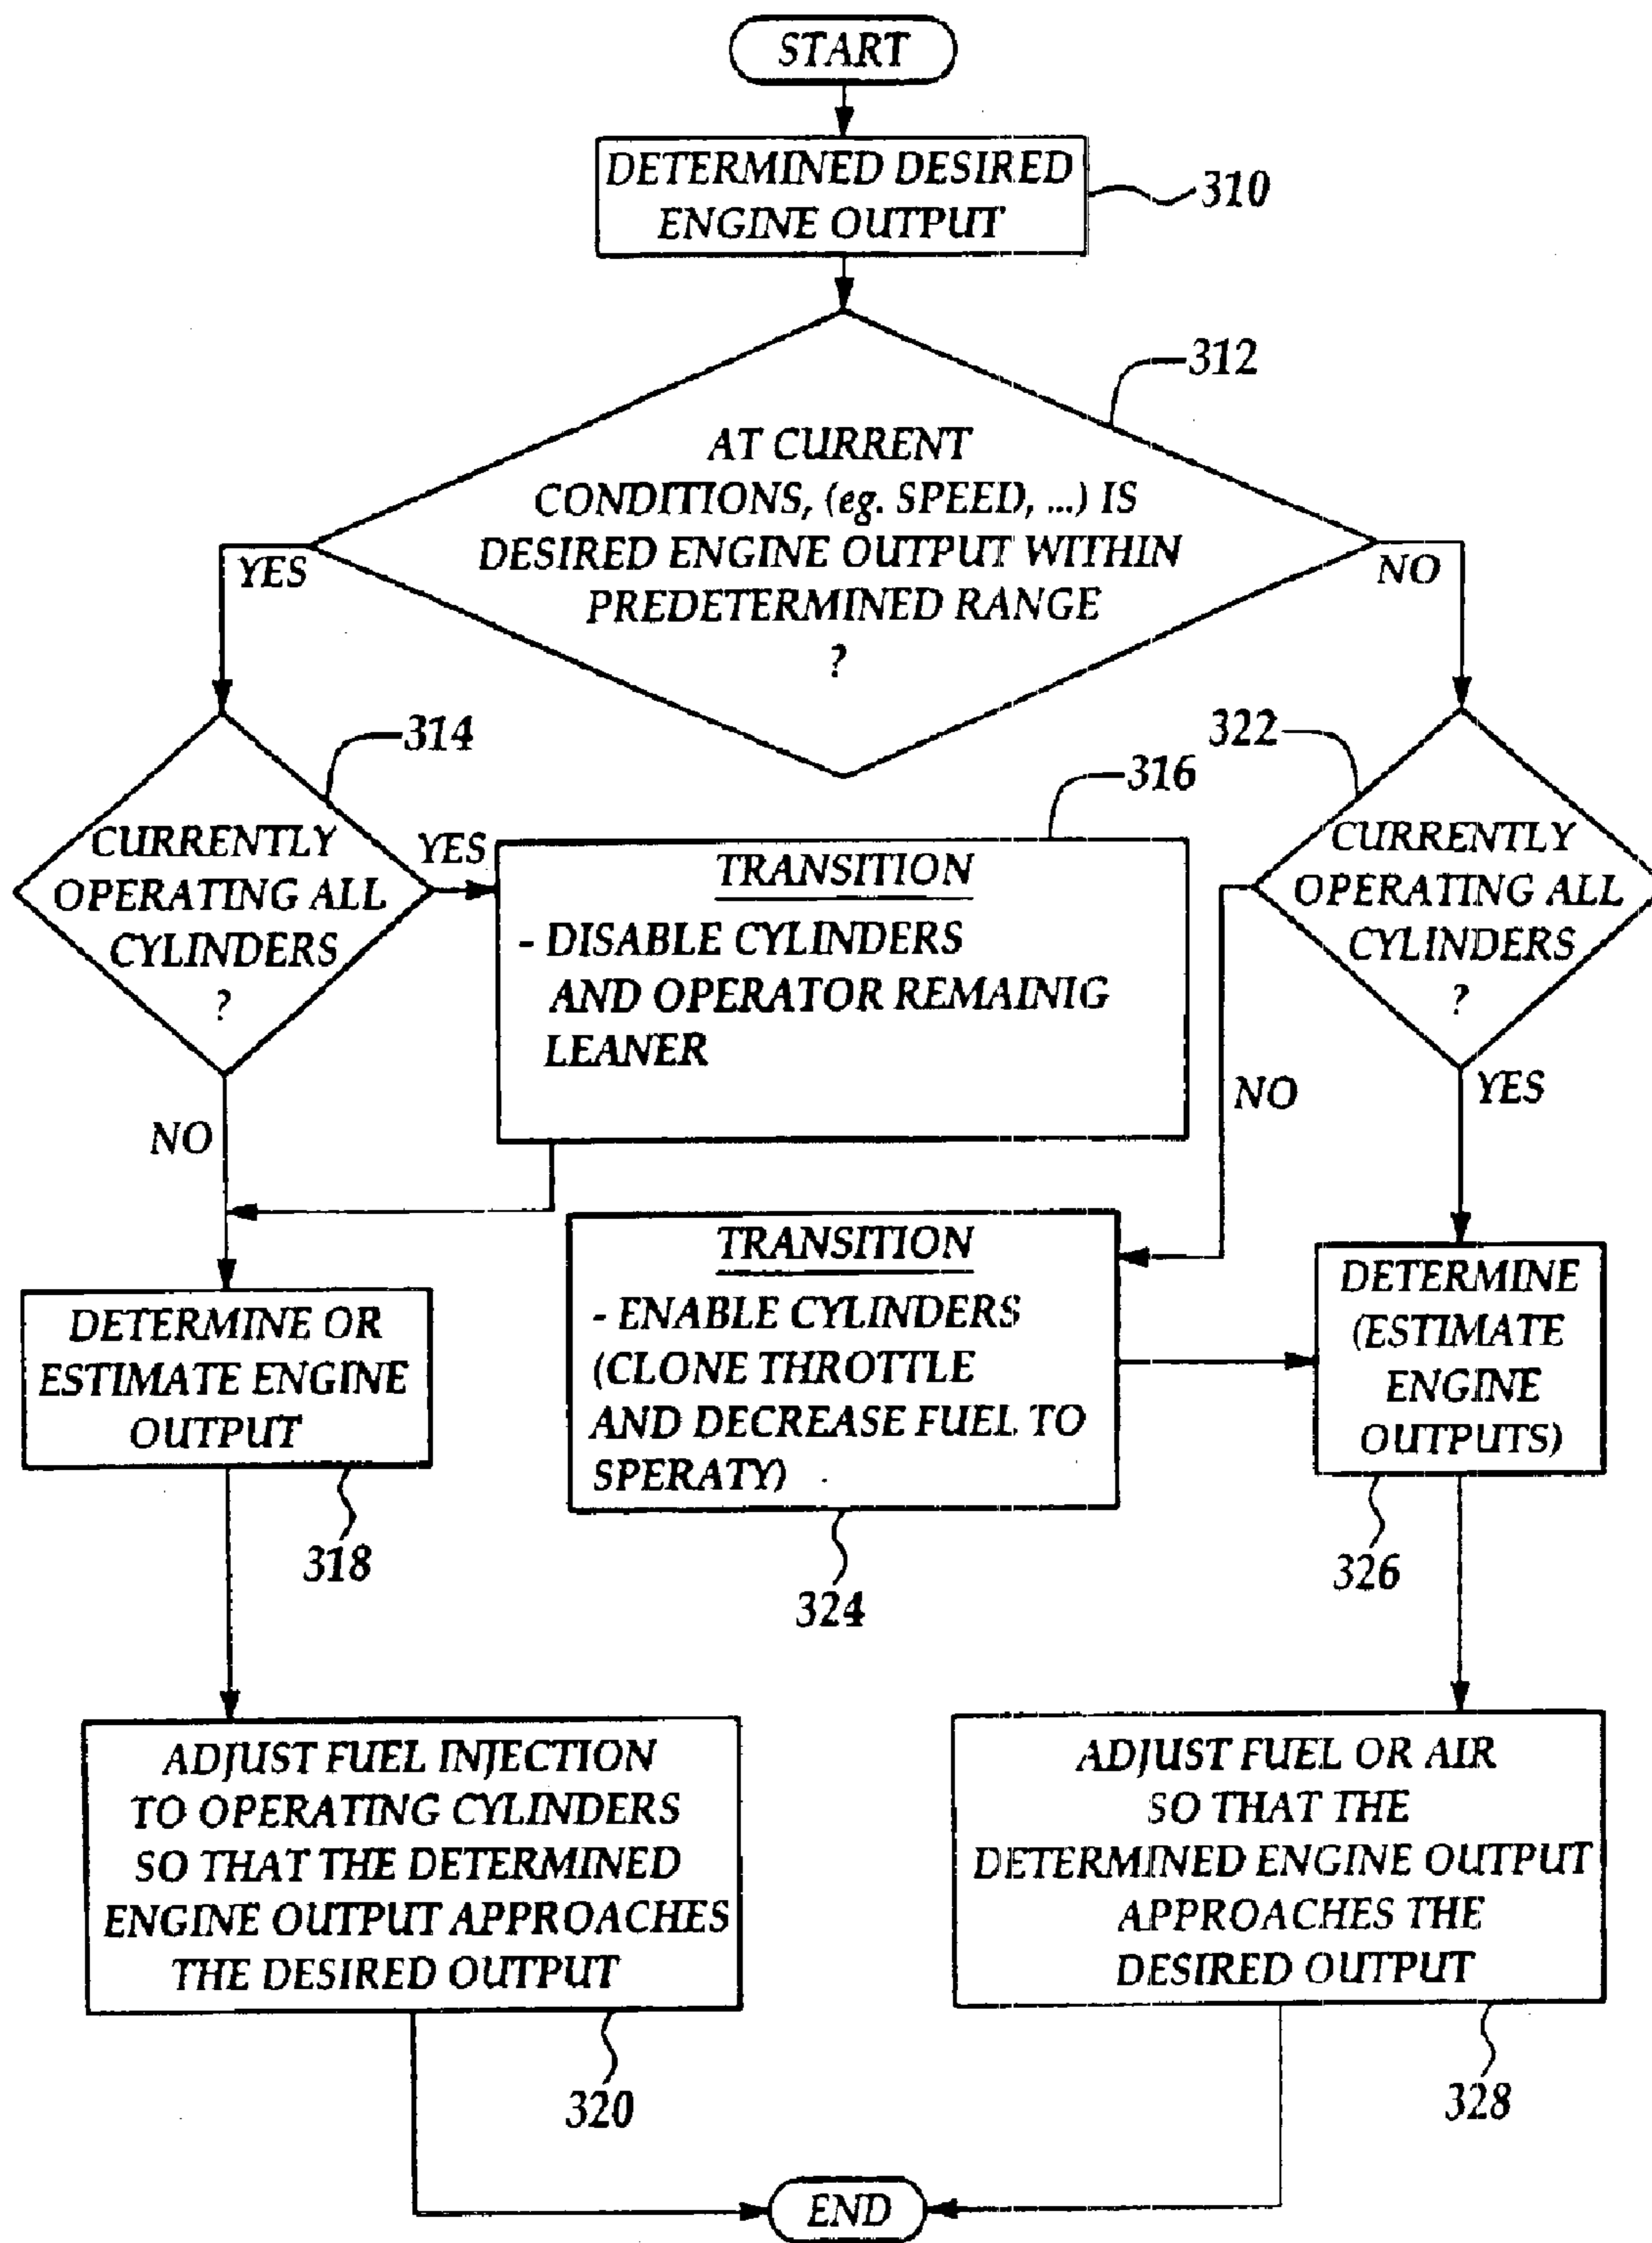 START
DETERMINED DESIRED
ENGINE OUTPUT
310
312
AT CURRENT
CONDITIONS, (eg. SPEED, ...) IS
DESIRED ENGINE OUTPUT WITHIN
PREDETERMINED RANGE
?
YES
NO
314
CURRENTLY
OPERATING ALL
CYLINDERS
?
YES
NO
316
TRANSITION
- DISABLE CYLINDERS
AND OPERATOR REMAINIG
LEANER
322
CURRENTLY
OPERATING ALL
CYLINDERS
?
NO
YES
TRANSITION
- ENABLE CYLINDERS
(CLONE THROTTLE
AND DECREASE FUEL TO
SPERATY)
324
DETERMINE OR
ESTIMATE ENGINE
OUTPUT
318
DETERMINE
(ESTIMATE
ENGINE
OUTPUTS)
326
ADJUST FUEL INJECTION
TO OPERATING CYLINDERS
SO THAT THE DETERMINED
ENGINE OUTPUT APPROACHES
THE DESIRED OUTPUT
320
ADJUST FUEL OR AIR
SO THAT THE
DETERMINED ENGINE OUTPUT
APPROACHES THE
DESIRED OUTPUT
328
END